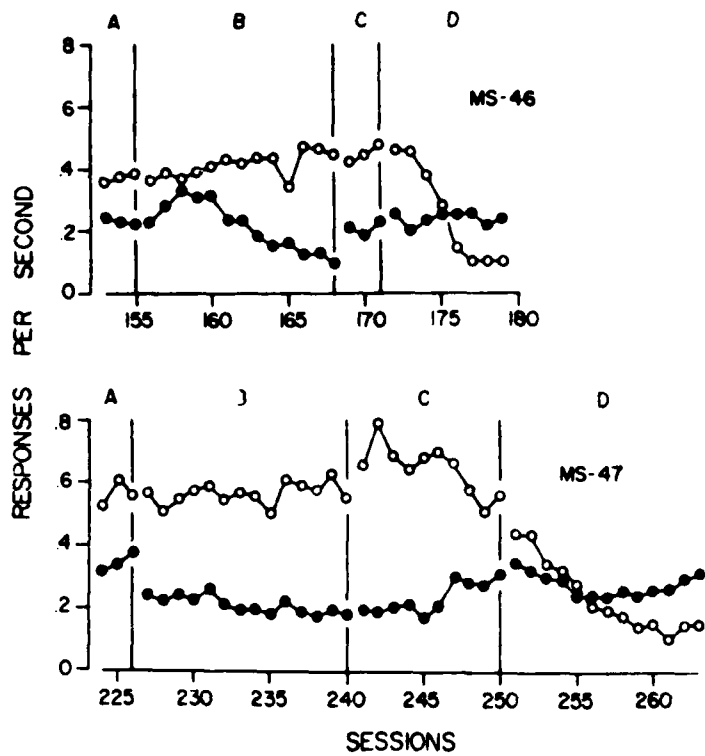 A B C D
8
MS-46
.6
.4
.2
0
155 160 165 170 175 180
RESPONSES PER SECOND
A C D
.8
.6
MS-47
.4
.2
0
225 230 235 240 245 250 255 260
SESSIONS